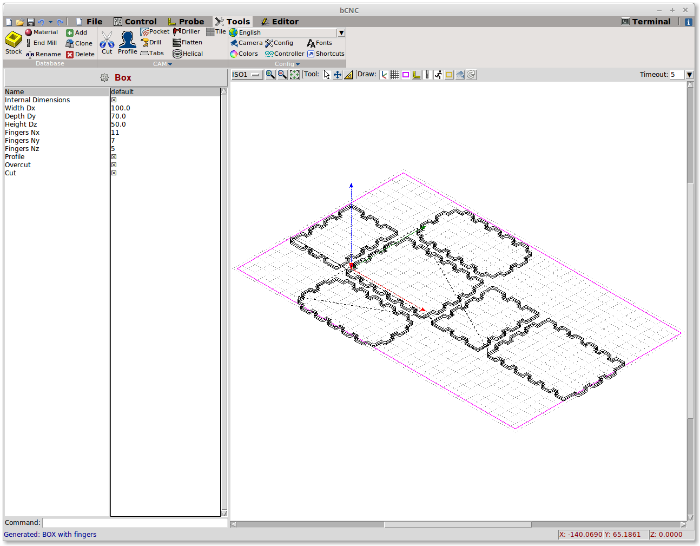 bCNC
File Control Probe Tools Editor Terminal
Material Add Pocket Driller Tile English
Stock End Mill Clone Cut Profile Drill Flatten Camera Config Fonts
Rename Delete Tabs Helical Colors Controller Shortcuts
Database CAM Config
Box
ISO1 Tool: Draw: Timeout: 5
Name default
Internal Dimensions
Width Dx 100.0
Depth Dy 70.0
Height Dz 50.0
Fingers Nx 11
Fingers Ny 7
Fingers Nz 5
Profile
Overcut
Cut
Command:
Generated: BOX with fingers X: -140.0690 Y: 65.1861 Z: 0.0000